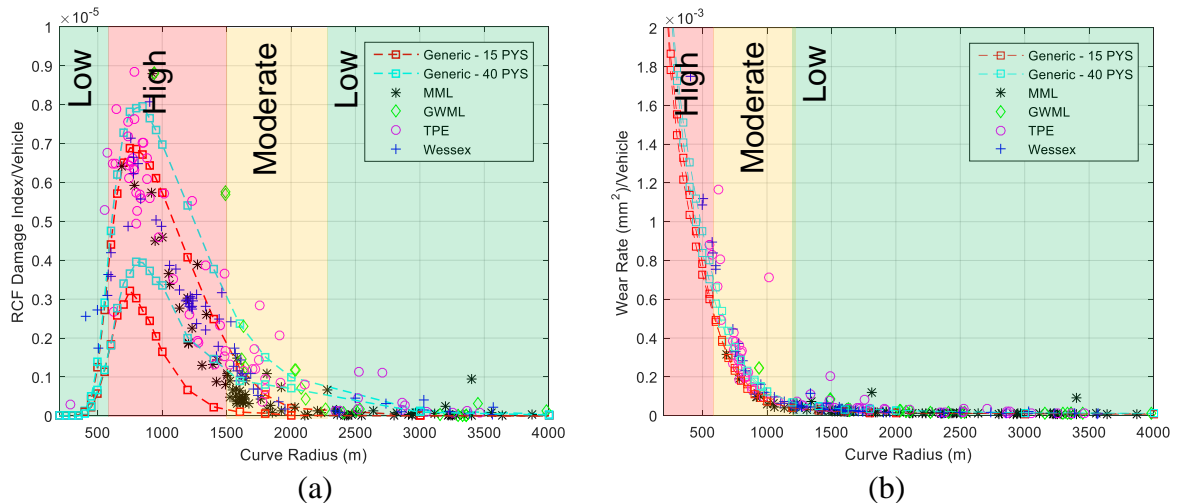 ×10⁻⁵
RCF Damage Index/Vehicle
1
0.9
0.8
0.7
0.6
0.5
0.4
0.3
0.2
0.1
0
Low
High
Moderate
Low
Generic - 15 PYS
Generic - 40 PYS
MML
GWML
TPE
Wessex
500 1000 1500 2000 2500 3000 3500 4000
Curve Radius (m)
(a)
×10⁻³
Wear Rate (mm²)/Vehicle
2
1.8
1.6
1.4
1.2
1
0.8
0.6
0.4
0.2
0
High
Moderate
Low
Generic - 15 PYS
Generic - 40 PYS
MML
GWML
TPE
Wessex
500 1000 1500 2000 2500 3000 3500 4000
Curve Radius (m)
(b)